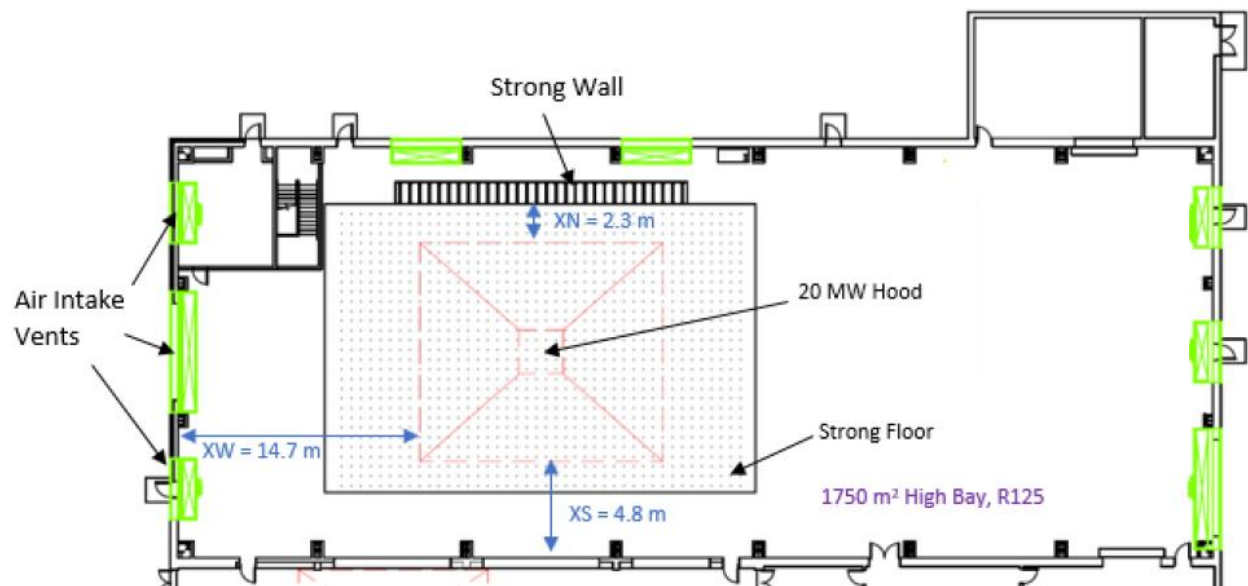 Strong Wall
XN = 2.3 m
Air Intake
Vents
20 MW Hood
Strong Floor
XW = 14.7 m
1750 m² High Bay, R125
XS = 4.8 m